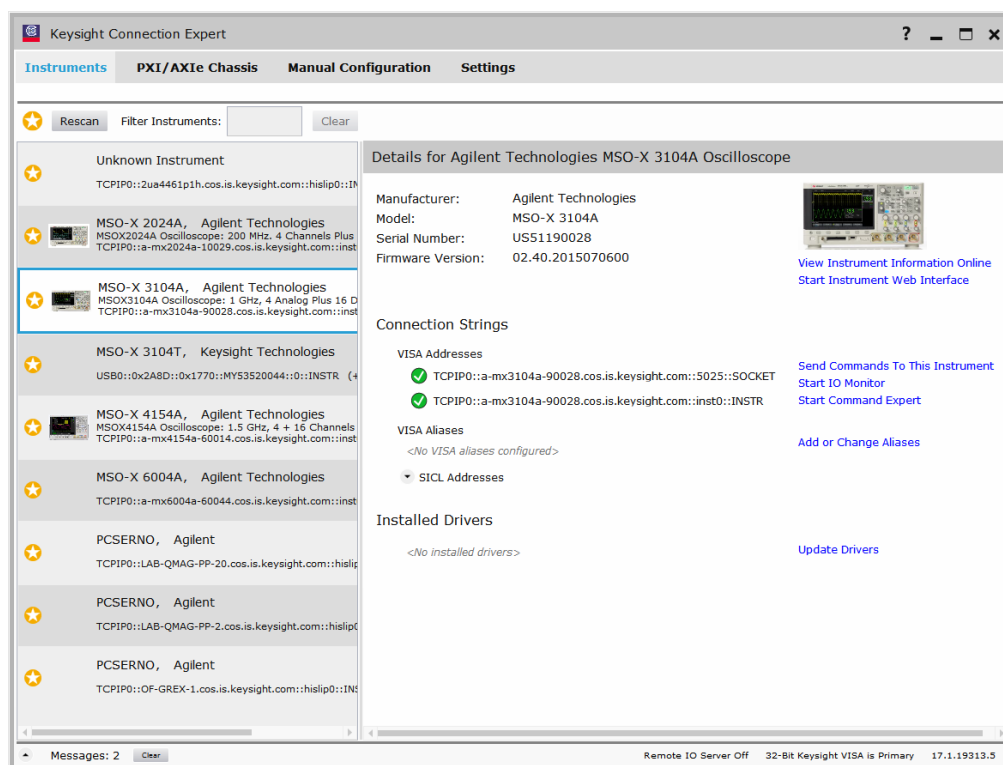 Keysight Connection Expert
?
Instruments PXI/AXIe Chassis Manual Configuration Settings
Rescan Filter Instruments: Clear
Unknown Instrument
TCPIP0::2ua4461p1h.cos.is.keysight.com::hislip0::IN
MSO-X 2024A, Agilent Technologies
MSOX2024A Oscilloscope: 200 MHz, 4 Channels Plus
TCPIP0::a-mx2024a-10029.cos.is.keysight.com::inst
MSO-X 3104A, Agilent Technologies
MSOX3104A Oscilloscope: 1 GHz, 4 Analog Plus 16 D
TCPIP0::a-mx3104a-90028.cos.is.keysight.com::inst
MSO-X 3104T, Keysight Technologies
USB0::0x2A8D::0x1770::MY53520044::0::INSTR (+
MSO-X 4154A, Agilent Technologies
MSOX4154A Oscilloscope: 1.5 GHz, 4 + 16 Channels
TCPIP0::a-mx4154a-60014.cos.is.keysight.com::inst
MSO-X 6004A, Agilent Technologies
TCPIP0::a-mx6004a-60044.cos.is.keysight.com::inst
PCSERNO, Agilent
TCPIP0::LAB-QMAG-PP-20.cos.is.keysight.com::hislip
PCSERNO, Agilent
TCPIP0::LAB-QMAG-PP-2.cos.is.keysight.com::hislip0
PCSERNO, Agilent
TCPIP0::OF-GREX-1.cos.is.keysight.com::hislip0::INS
Details for Agilent Technologies MSO-X 3104A Oscilloscope
Manufacturer: Agilent Technologies
Model: MSO-X 3104A
Serial Number: US51190028
Firmware Version: 02.40.2015070600
View Instrument Information Online
Start Instrument Web Interface
Connection Strings
VISA Addresses
TCPIP0::a-mx3104a-90028.cos.is.keysight.com::5025::SOCKET
TCPIP0::a-mx3104a-90028.cos.is.keysight.com::inst0::INSTR
Send Commands To This Instrument
Start IO Monitor
Start Command Expert
VISA Aliases
<No VISA aliases configured>
Add or Change Aliases
SICL Addresses
Installed Drivers
<No installed drivers>
Update Drivers
Messages: 2 Clear
Remote IO Server Off 32-Bit Keysight VISA is Primary 17.1.19313.5